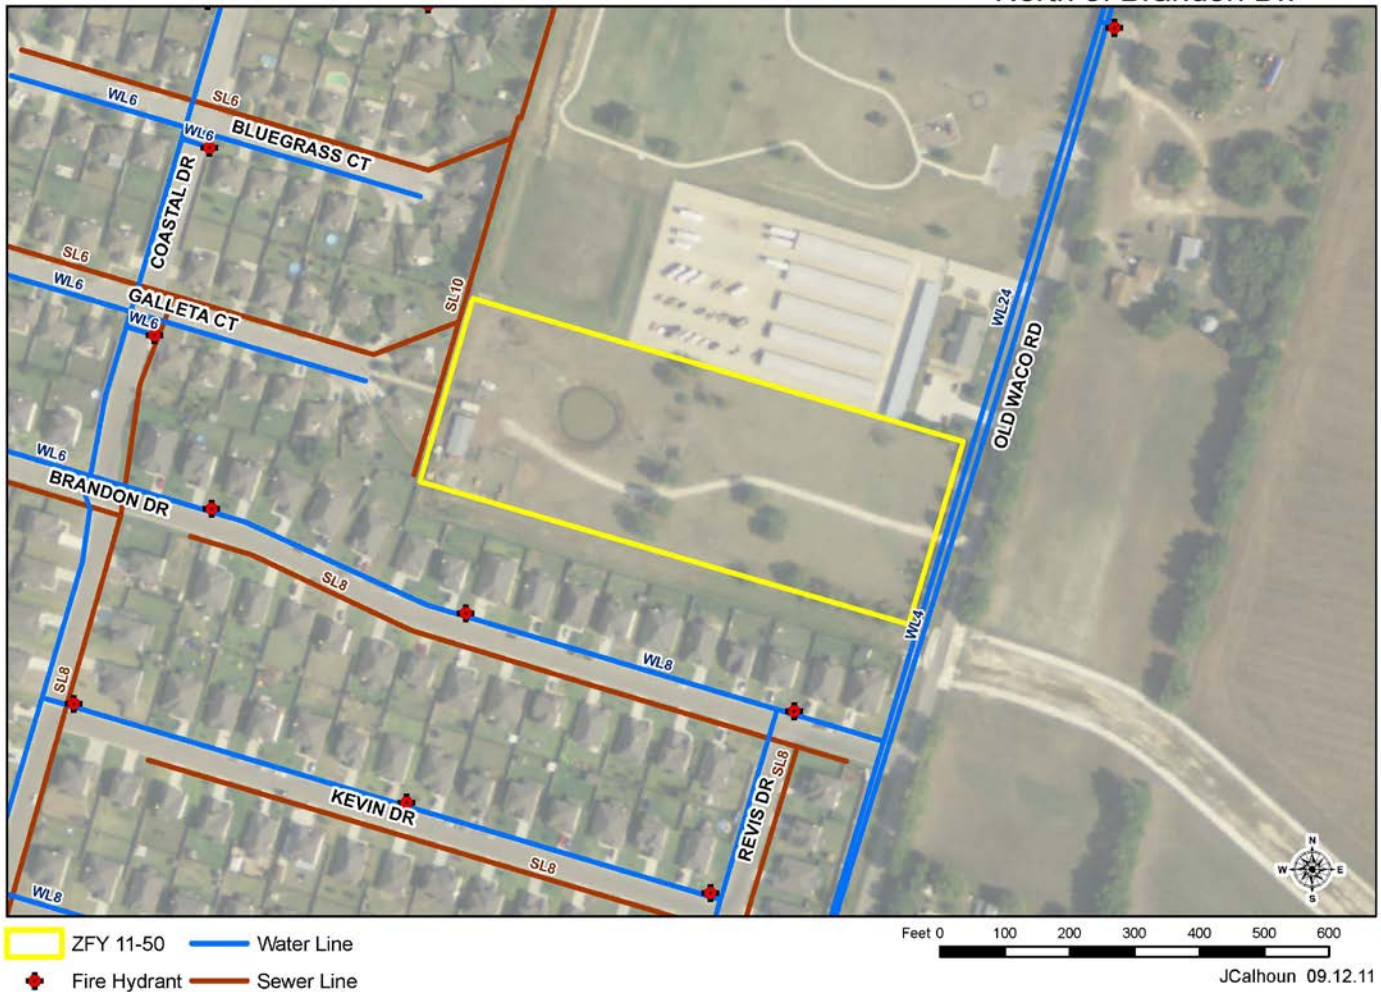 WL6
SL6
WL6
BLUEGRASS CT
COASTAL DR
SL6
WL6
GALLETA CT
WL6
SL10
WL24
OLD WACO RD
WL6
BRANDON DR
SL8
WL4
WL8
SL8
SL8
REVIS DR
KEVIN DR
SL8
WL8
N
W
E
S
ZFY 11-50
Water Line
Fire Hydrant
Sewer Line
Feet 0 100 200 300 400 500 600
JCalhoun 09.12.11